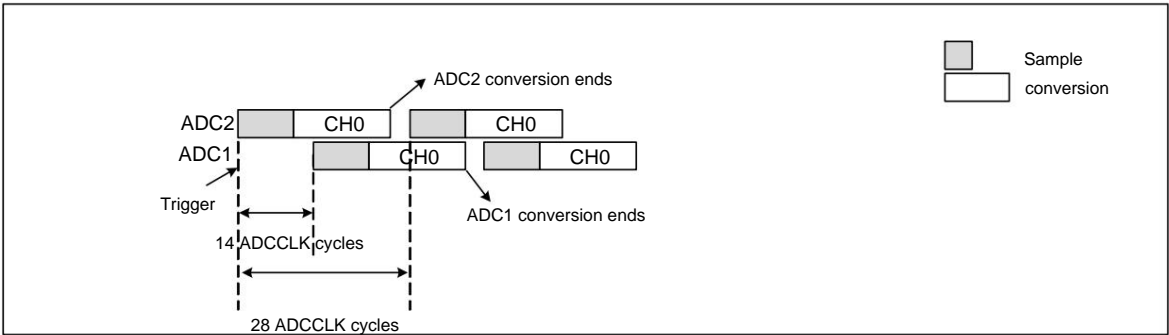 Sample
conversion
ADC2 conversion ends
ADC2
CH0
CH0
ADC1
CH0
CH0
Trigger
ADC1 conversion ends
14 ADCCLK cycles
28 ADCCLK cycles